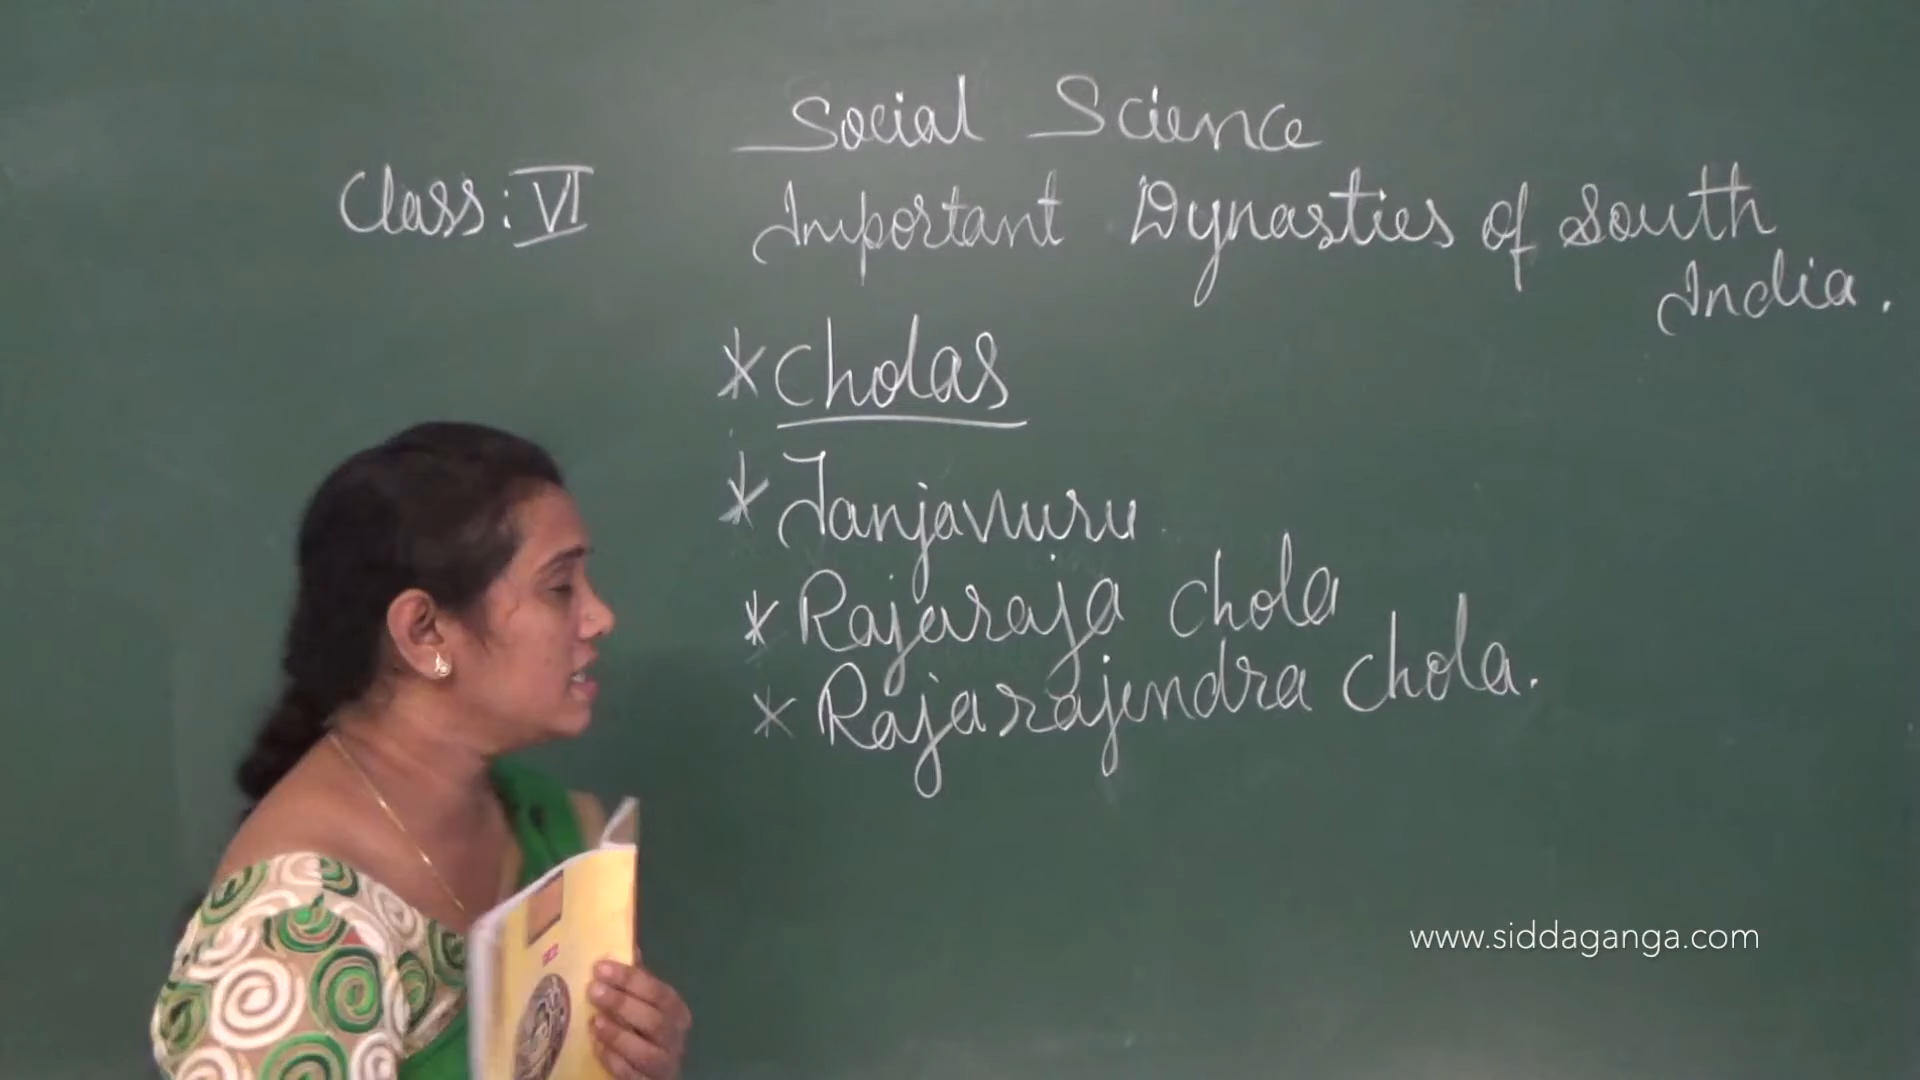 Social Science
Class: VI
Important Dynasties of South
India.
* Cholas
* Tanjavuru
* Rajaraja Chola
* Rajarajendra Chola.
www.siddaganga.com